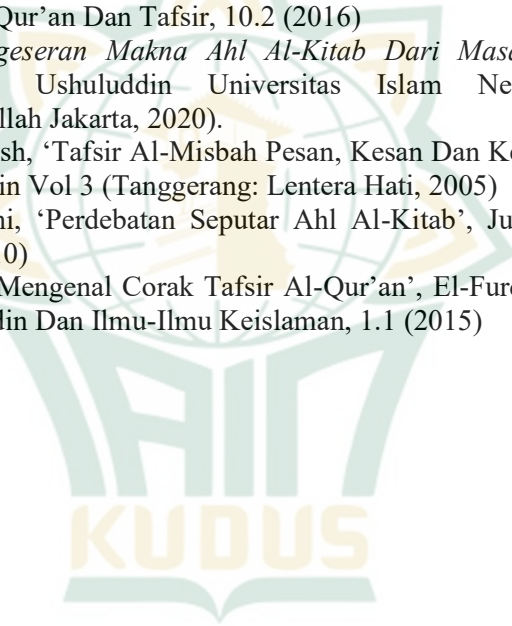 Qur’an Dan Tafsir, 10.2 (2016)
geseran Makna Ahl Al-Kitab Dari Masa
Ushuluddin Universitas Islam Ne
llah Jakarta, 2020).
sh, ‘Tafsir Al-Misbah Pesan, Kesan Dan Ke
in Vol 3 (Tanggerang: Lentera Hati, 2005)
ni, ‘Perdebatan Seputar Ahl Al-Kitab’, Ju
0)
Mengenal Corak Tafsir Al-Qur’an’, El-Furq
din Dan Ilmu-Ilmu Keislaman, 1.1 (2015)
IAIN
KUDUS